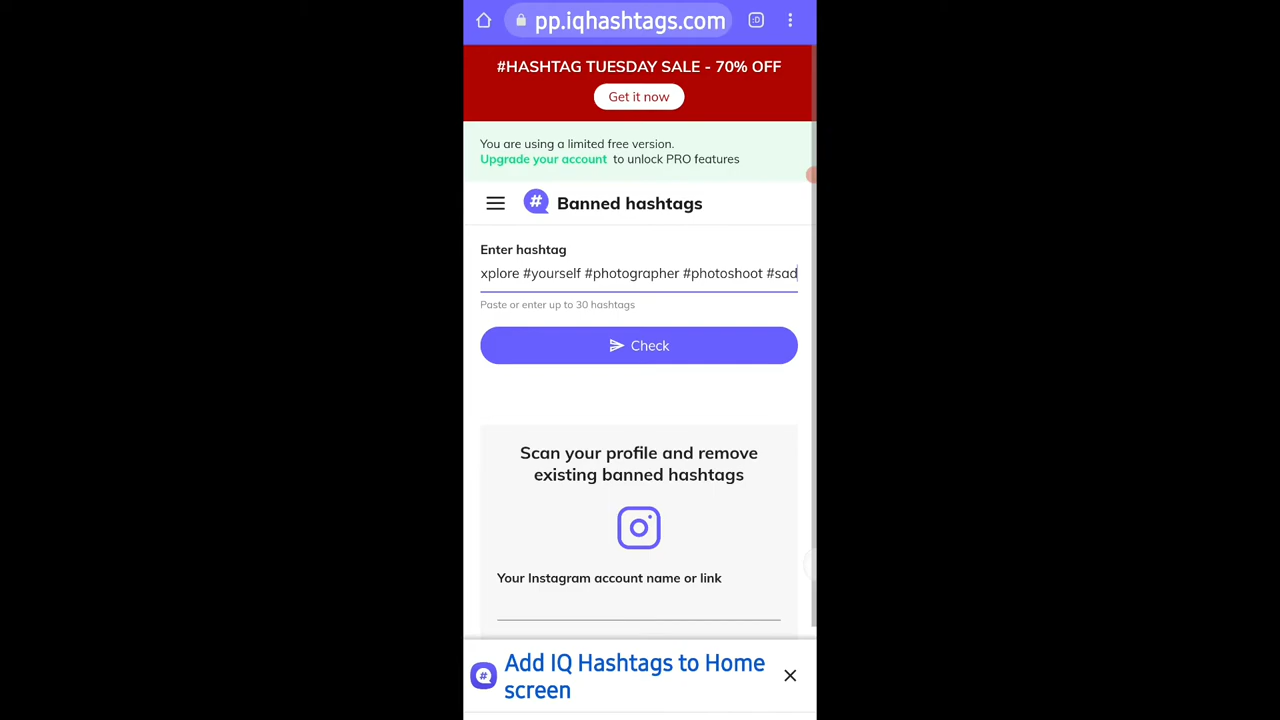 pp.iqhashtags.com
:D
#HASHTAG TUESDAY SALE - 70% OFF
Get it now
You are using a limited free version.
Upgrade your account to unlock PRO features
# Banned hashtags
Enter hashtag
xplore #yourself #photographer #photoshoot #sad
Paste or enter up to 30 hashtags
Check
Scan your profile and remove
existing banned hashtags
Your Instagram account name or link
# Add IQ Hashtags to Home
screen